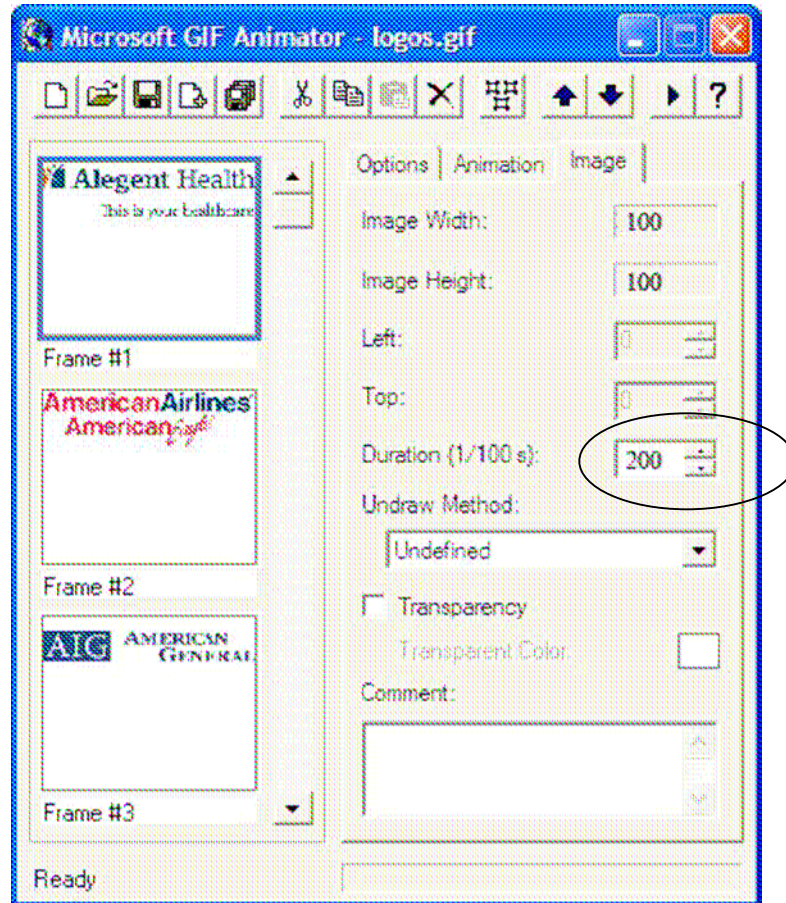 Microsoft GIF Animator - logos.gif
?
Alegent Health
This is your healthcare
Frame #1
AmericanAirlines
American Eagle
Frame #2
AIG AMERICAN
GENERAL
Frame #3
Options Animation Image
Image Width: 100
Image Height: 100
Left: 0
Top: 0
Duration (1/100 s): 200
Undraw Method:
Undefined
Transparency
Transparent Color:
Comment:
Ready